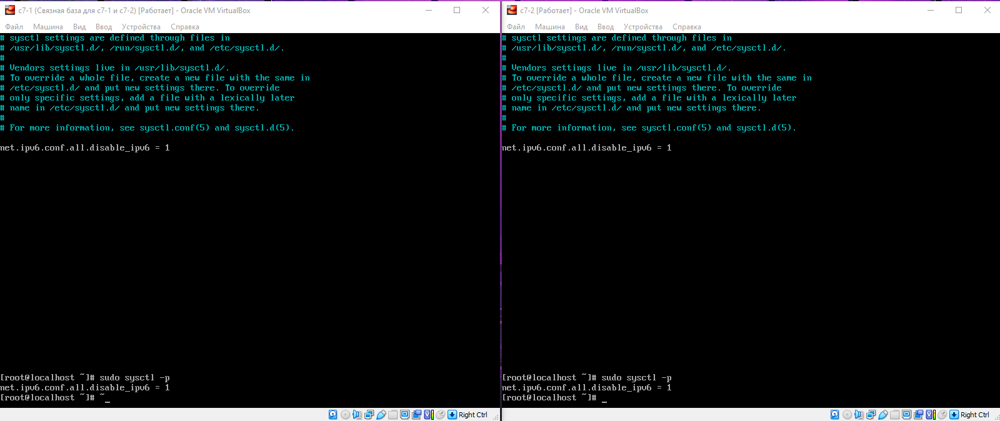 c7-1 (Связная база для c7-1 и c7-2) [Работает] - Oracle VM VirtualBox
Файл Машина Вид Ввод Устройства Справка
# sysctl settings are defined through files in
# /usr/lib/sysctl.d/, /run/sysctl.d/, and /etc/sysctl.d/.
#
# Vendors settings live in /usr/lib/sysctl.d/.
# To override a whole file, create a new file with the same in
# /etc/sysctl.d/ and put new settings there. To override
# only specific settings, add a file with a lexically later
# name in /etc/sysctl.d/ and put new settings there.
#
# For more information, see sysctl.conf(5) and sysctl.d(5).
net.ipv6.conf.all.disable_ipv6 = 1
[root@localhost ~]# sudo sysctl -p
net.ipv6.conf.all.disable_ipv6 = 1
[root@localhost ~]# ~_
Right Ctrl
c7-2 [Работает] - Oracle VM VirtualBox
Файл Машина Вид Ввод Устройства Справка
# sysctl settings are defined through files in
# /usr/lib/sysctl.d/, /run/sysctl.d/, and /etc/sysctl.d/.
#
# Vendors settings live in /usr/lib/sysctl.d/.
# To override a whole file, create a new file with the same in
# /etc/sysctl.d/ and put new settings there. To override
# only specific settings, add a file with a lexically later
# name in /etc/sysctl.d/ and put new settings there.
#
# For more information, see sysctl.conf(5) and sysctl.d(5).
net.ipv6.conf.all.disable_ipv6 = 1
[root@localhost ~]# sudo sysctl -p
net.ipv6.conf.all.disable_ipv6 = 1
[root@localhost ~]# _
Right Ctrl